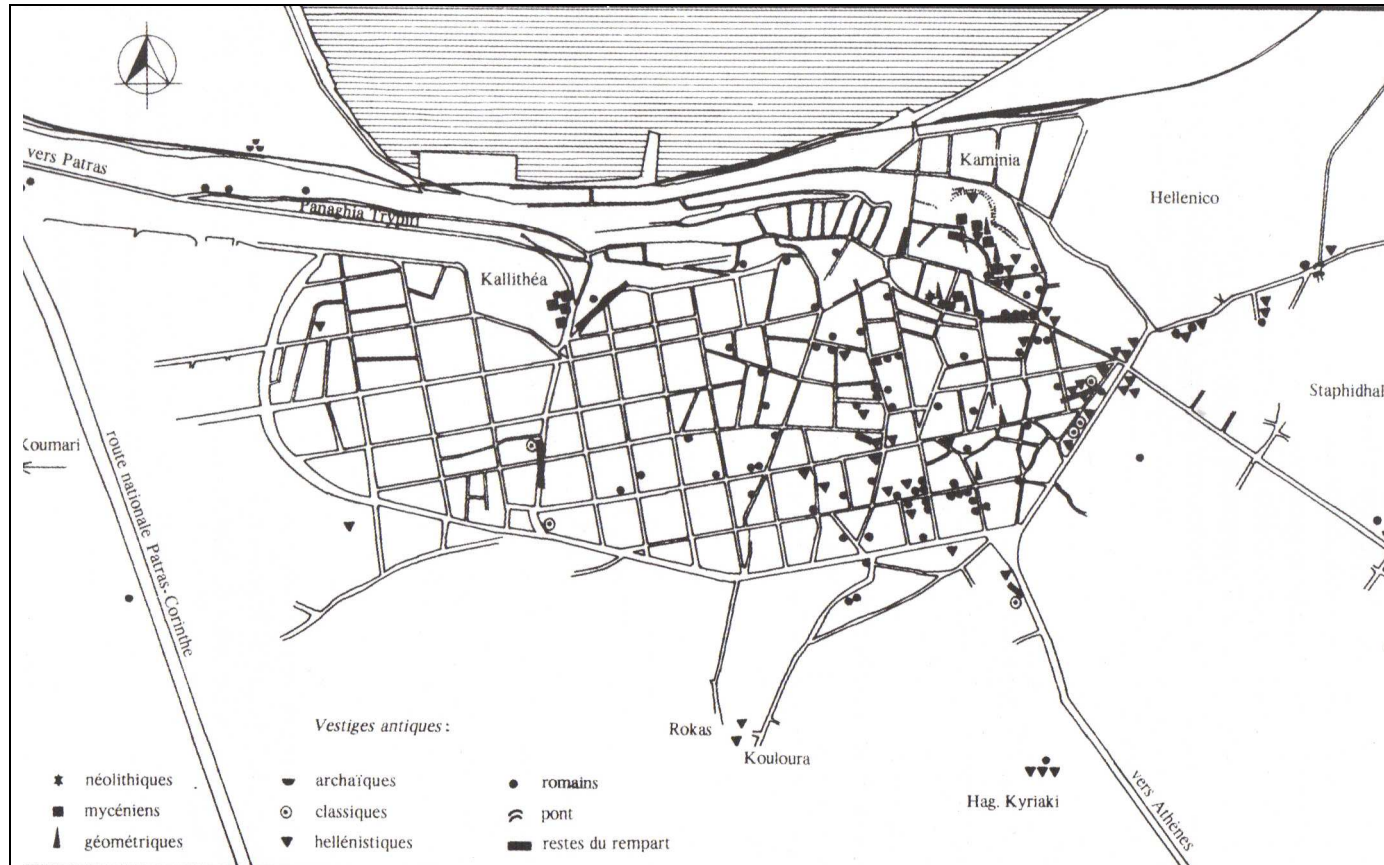 Kaminia
vers Patras
Hellenico
Panaghia Trypiti
Kallithéa
Staphidhal
Koumari
route nationale Patras-Corinthe
Rokas
Kouloura
Hag. Kyriaki
vers Athènes
Vestiges antiques :
néolithiques
mycéniens
géométriques
archaïques
classiques
hellénistiques
romains
pont
restes du rempart